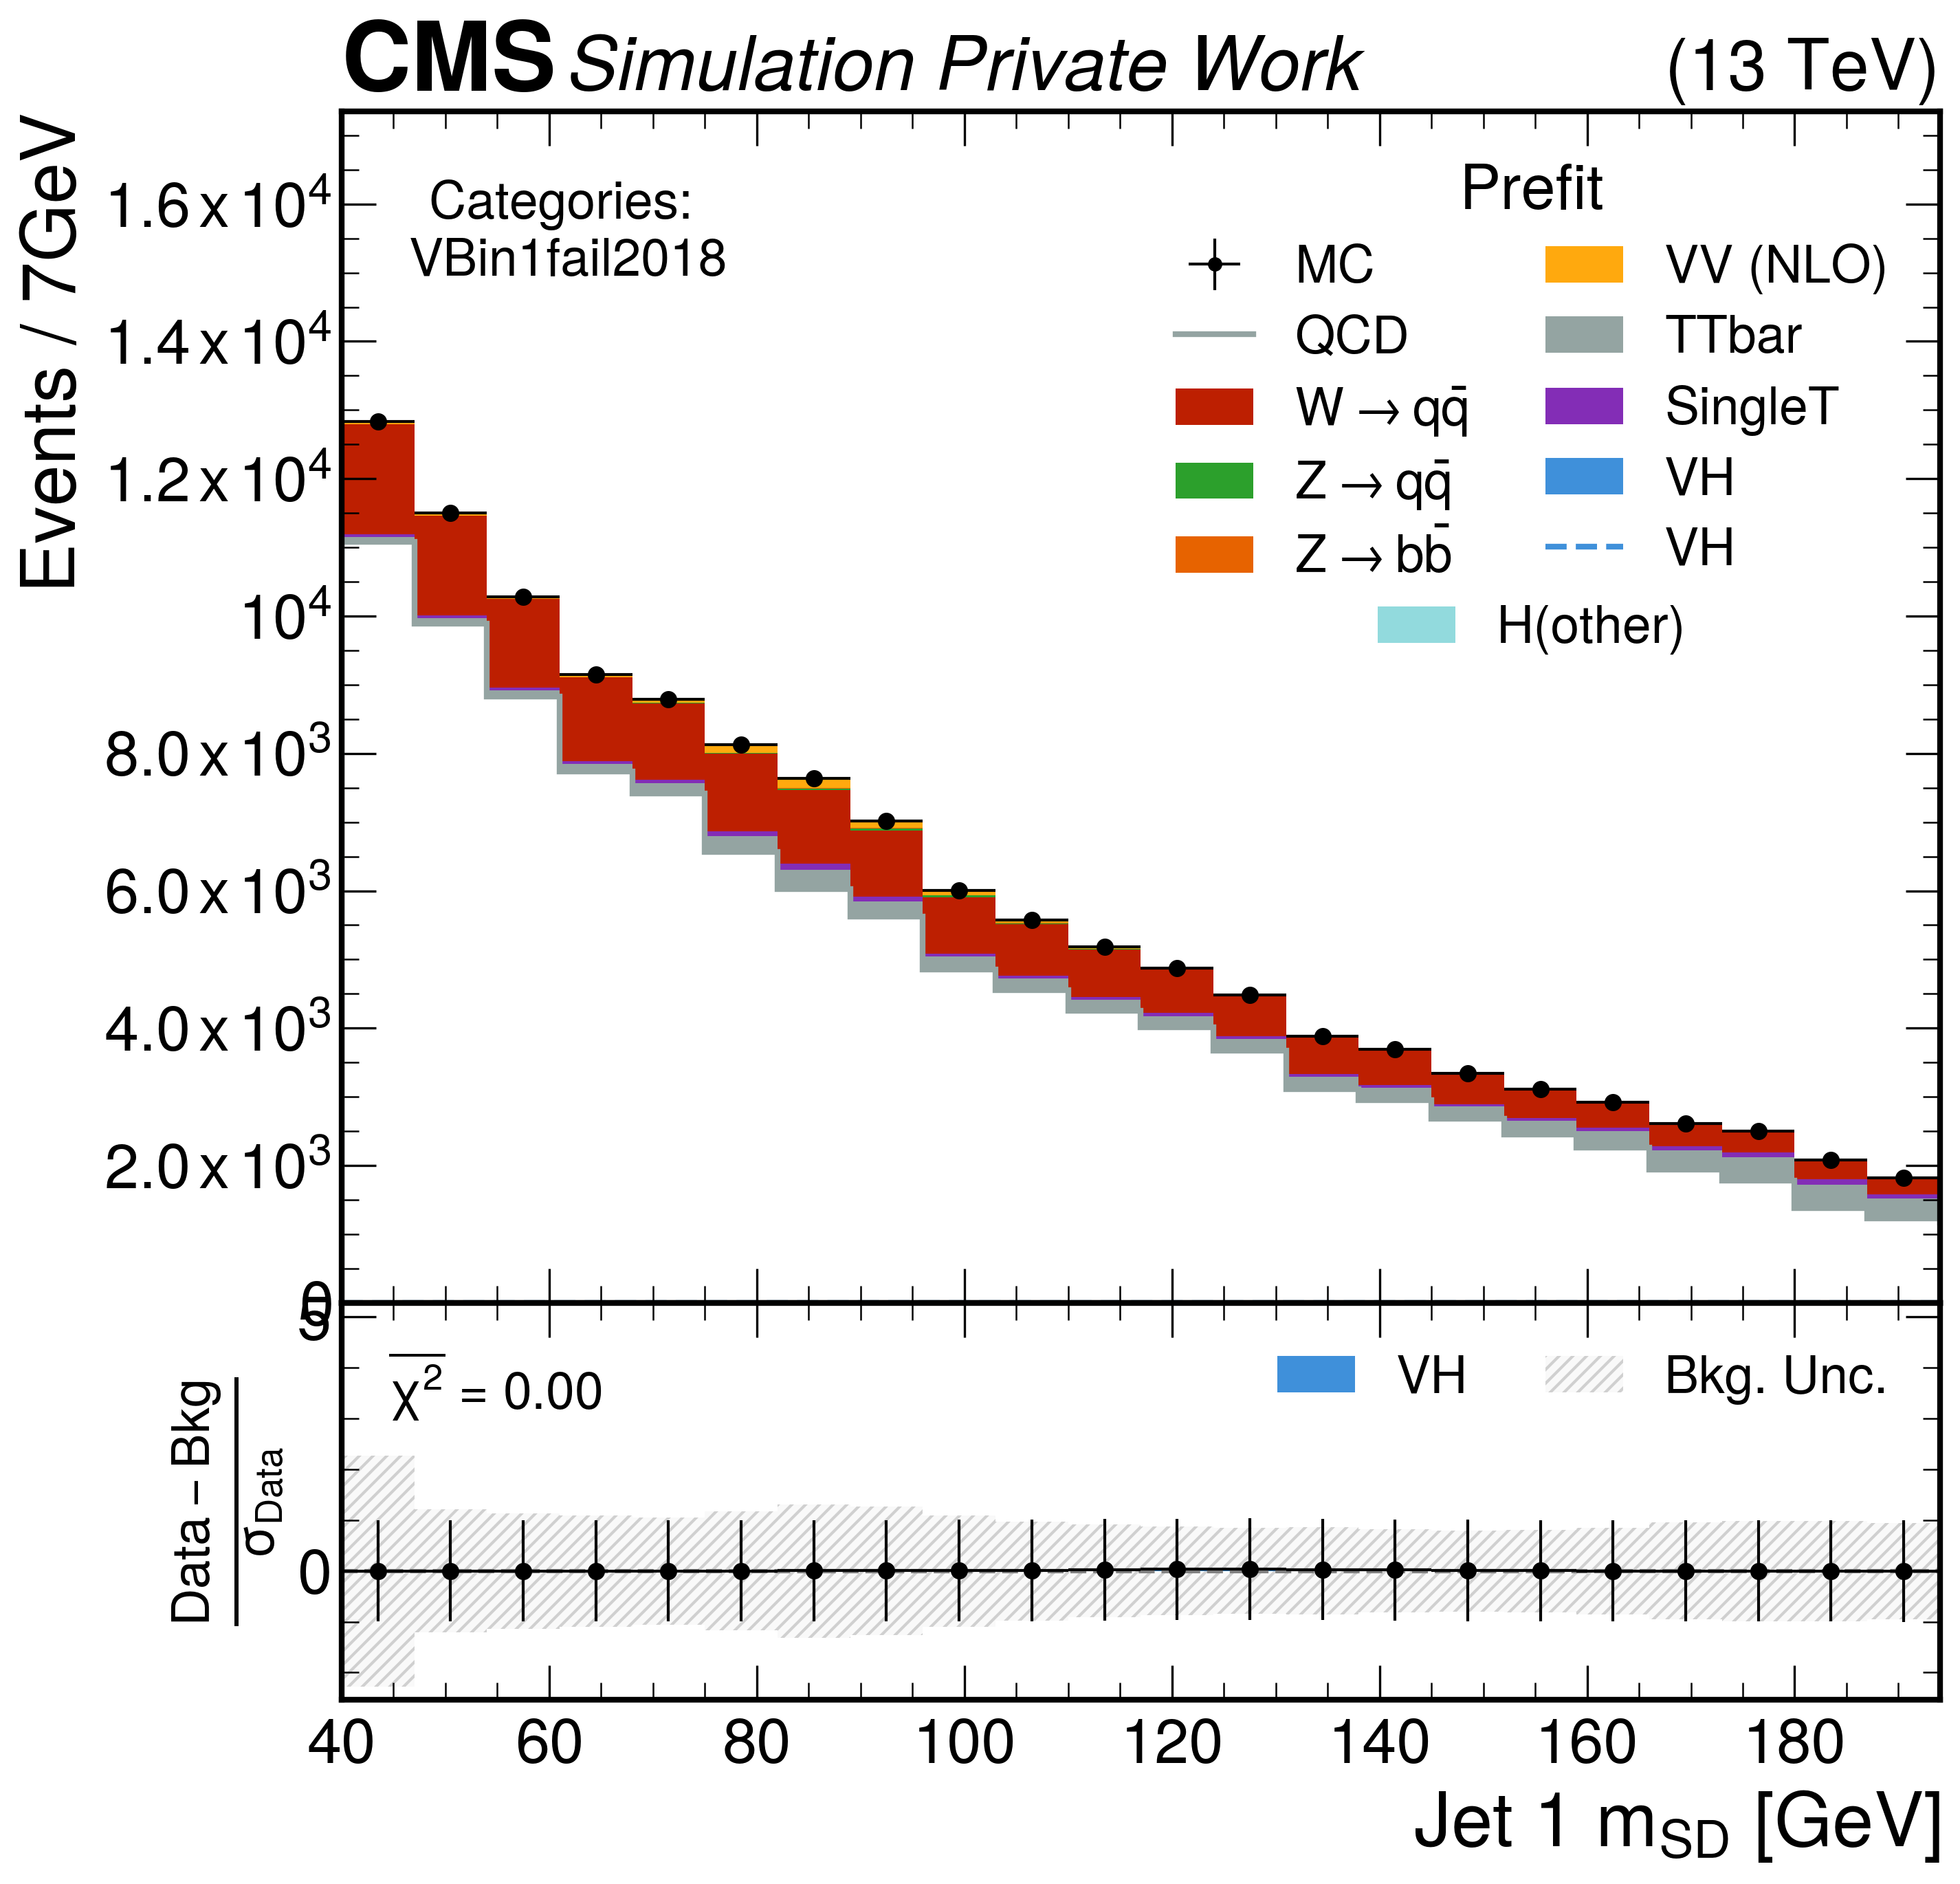 CMS Simulation Private Work (13 TeV)
Events / 7GeV
1.6 x 10⁴
1.4 x 10⁴
1.2 x 10⁴
10⁴
8.0 x 10³
6.0 x 10³
4.0 x 10³
2.0 x 10³
0
Categories:
VBin1fail2018
Prefit
MC
QCD
W → qq̄
Z → qq̄
Z → bb̄
VV (NLO)
TTbar
SingleT
VH
VH
H(other)
5
0
Data – Bkg
σ_Data
χ² = 0.00
VH
Bkg. Unc.
40 60 80 100 120 140 160 180
Jet 1 m_SD [GeV]